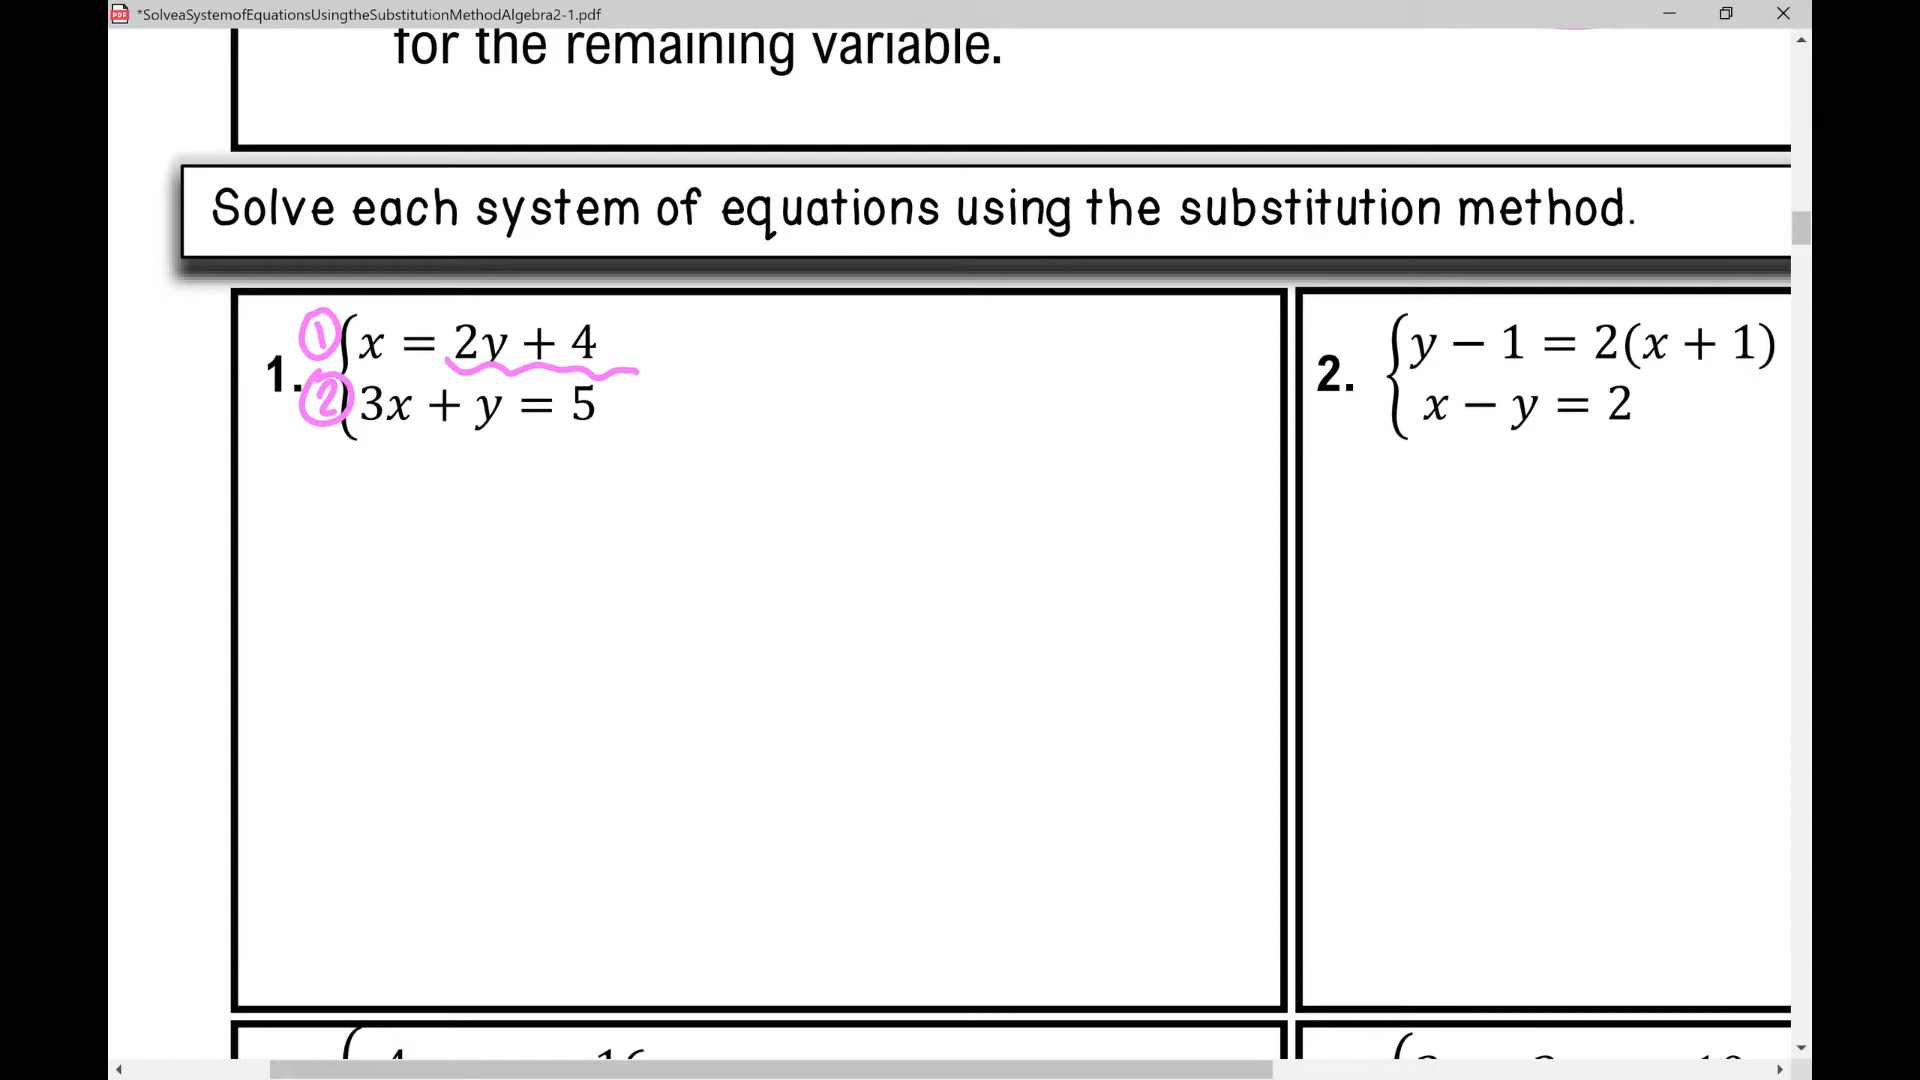 *SolveaSystemofEquationsUsingtheSubstitutionMethodAlgebra2-1.pdf
for the remaining variable.
Solve each system of equations using the substitution method.
1.
① x = 2y + 4
② 3x + y = 5
2.
y − 1 = 2(x + 1)
x − y = 2